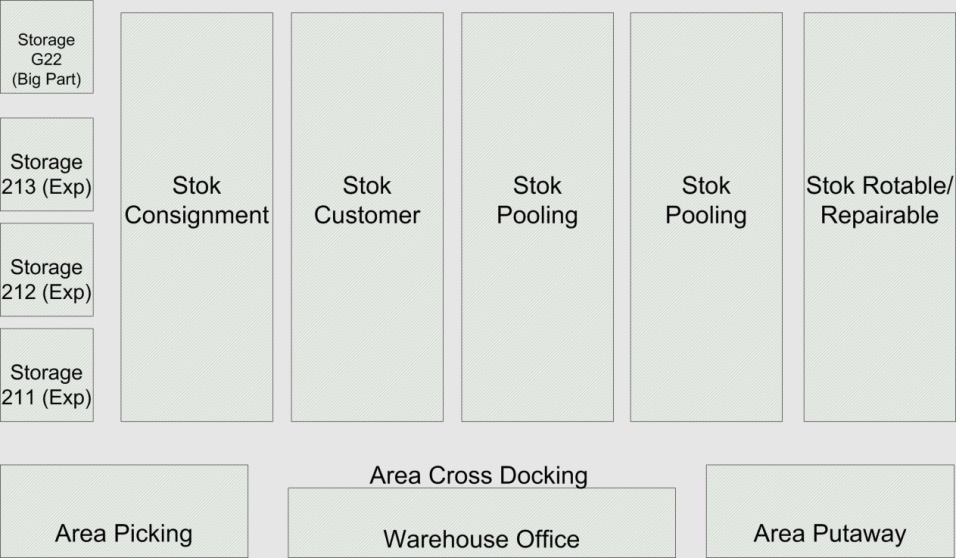 Storage
G22
(Big Part)
Storage
213 (Exp)
Storage
212 (Exp)
Storage
211 (Exp)
Stok
Consignment
Stok
Customer
Stok
Pooling
Stok
Pooling
Stok Rotable/
Repairable
Area Picking
Area Cross Docking
Warehouse Office
Area Putaway